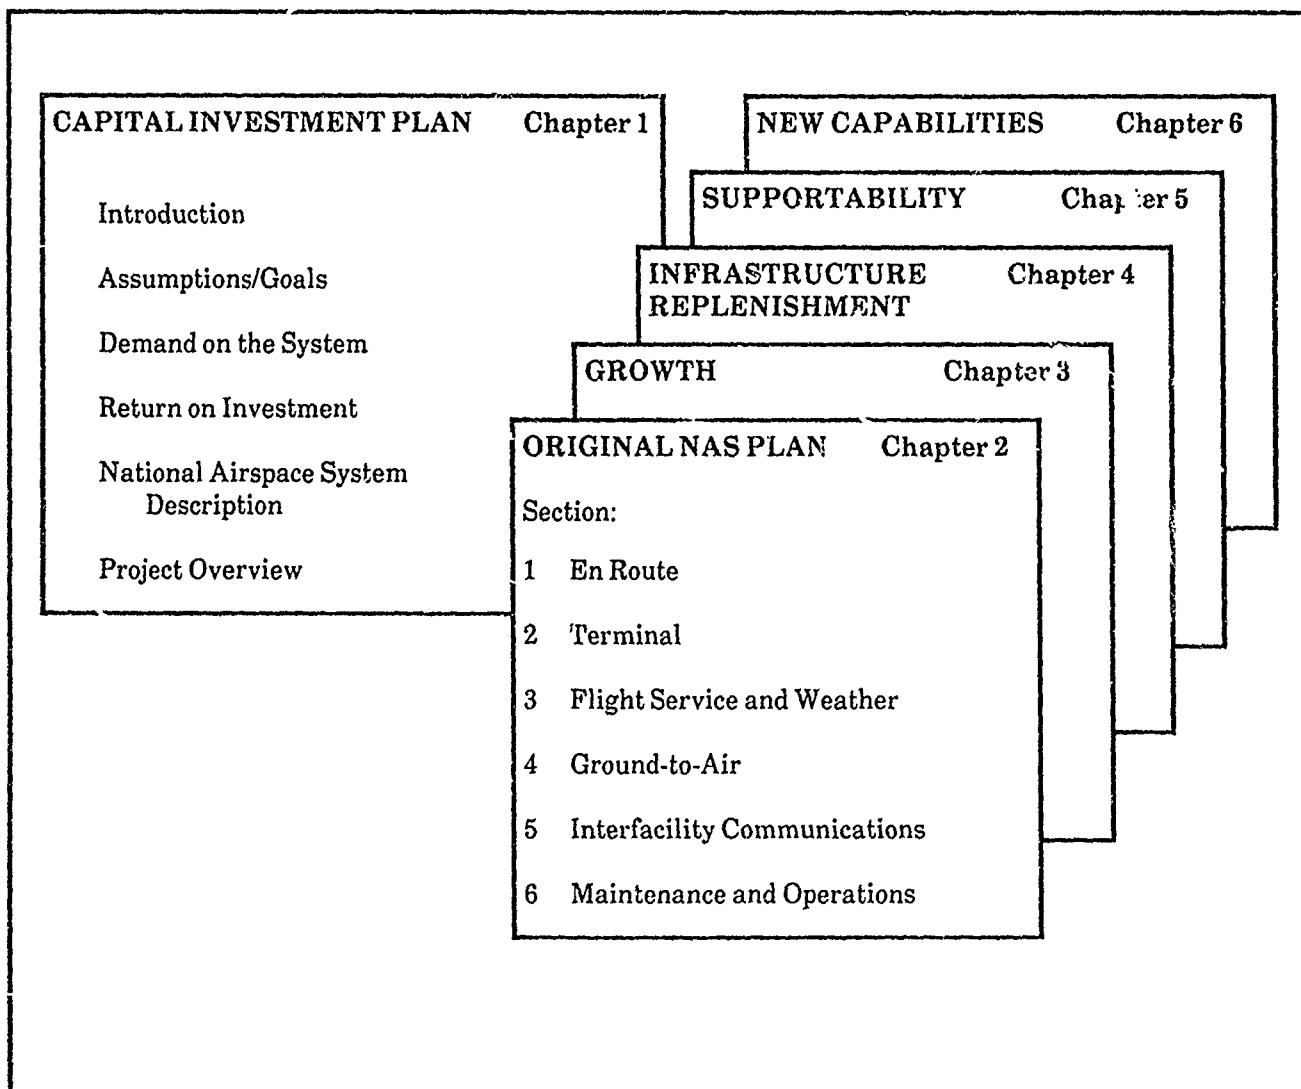 CAPITAL INVESTMENT PLAN Chapter 1
Introduction
Assumptions/Goals
Demand on the System
Return on Investment
National Airspace System
Description
Project Overview
NEW CAPABILITIES Chapter 6
SUPPORTABILITY Chapter 5
INFRASTRUCTURE Chapter 4
REPLENISHMENT
GROWTH Chapter 3
ORIGINAL NAS PLAN Chapter 2
Section:
1 En Route
2 Terminal
3 Flight Service and Weather
4 Ground-to-Air
5 Interfacility Communications
6 Maintenance and Operations